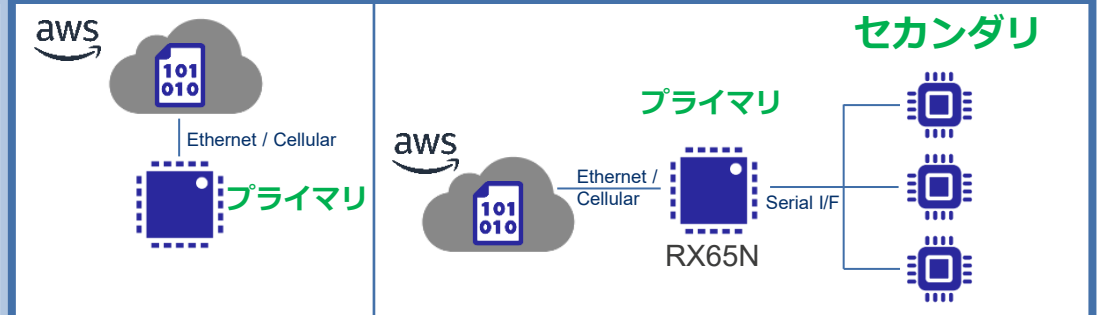 aws
101
010
Ethernet / Cellular
プライマリ
aws
101
010
Ethernet /
Cellular
プライマリ
RX65N
Serial I/F
セカンダリ